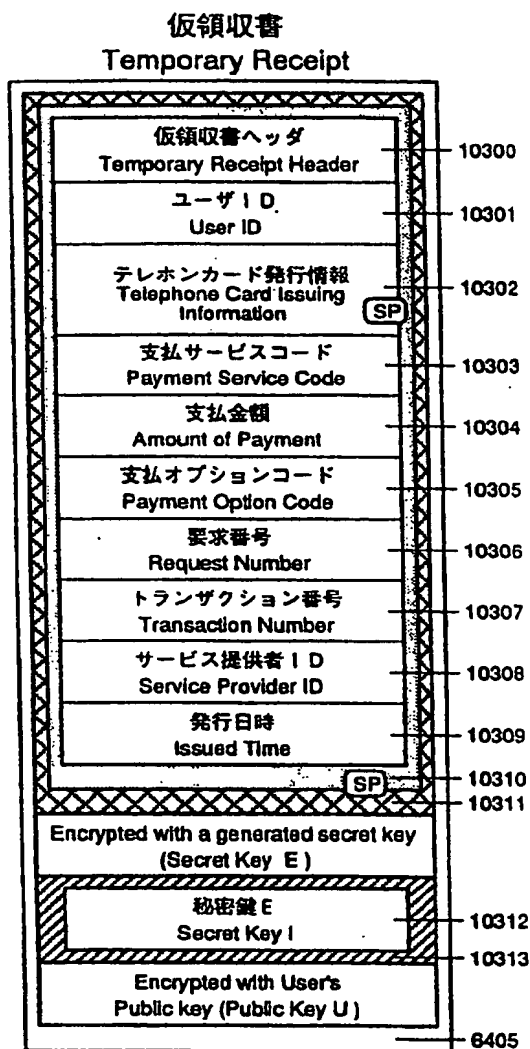 仮領収書
Temporary Receipt
仮領収書ヘッダ
Temporary Receipt Header
10300
ユーザID
User ID
10301
テレホンカード発行情報
Telephone Card Issuing
Information
10302
SP
支払サービスコード
Payment Service Code
10303
支払金額
Amount of Payment
10304
支払オプションコード
Payment Option Code
10305
要求番号
Request Number
10306
トランザクション番号
Transaction Number
10307
サービス提供者ID
Service Provider ID
10308
発行日時
Issued Time
10309
SP
10310
10311
Encrypted with a generated secret key
(Secret Key E)
秘密鍵E
Secret Key I
10312
10313
Encrypted with User's
Public key (Public Key U)
6405